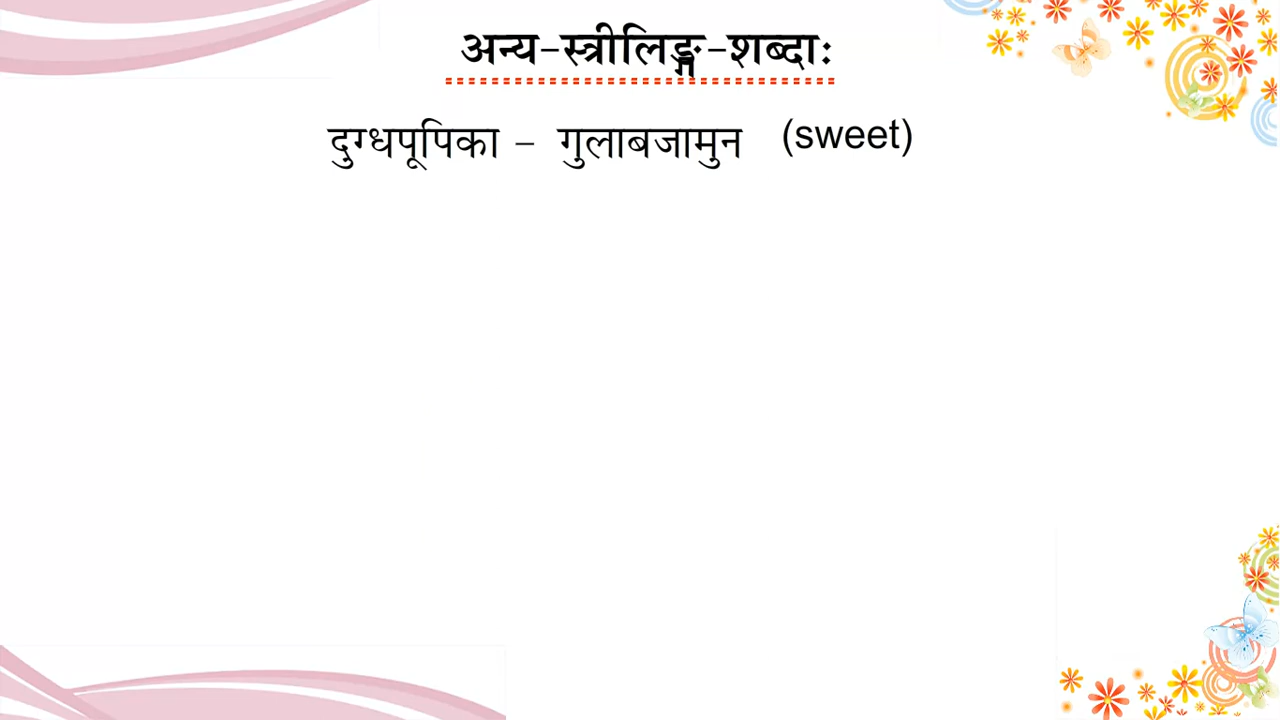 अन्य-स्त्रीलिङ्ग-शब्दाः
दुग्धपूपिका - गुलाबजामुन (sweet)